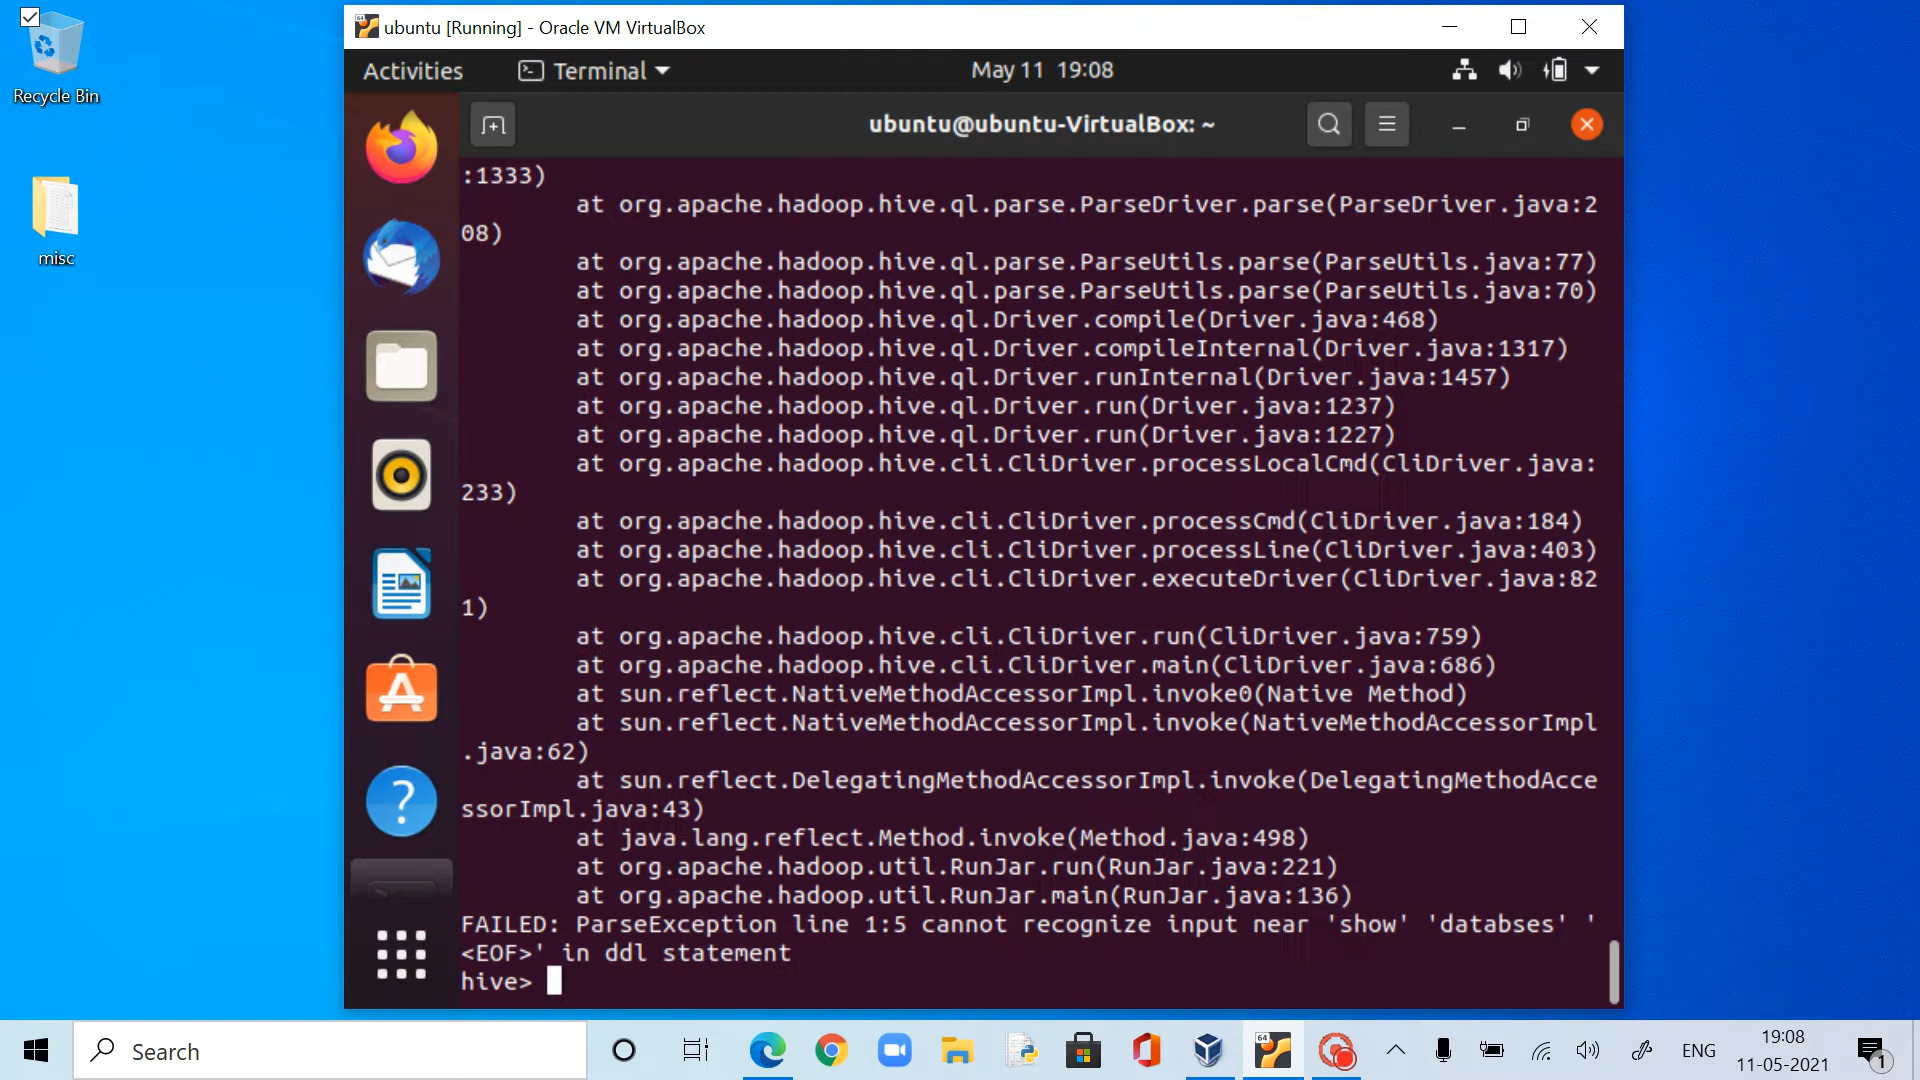 Recycle Bin
misc
ubuntu [Running] - Oracle VM VirtualBox
Activities
Terminal
May 11 19:08
ubuntu@ubuntu-VirtualBox: ~
:1333)
at org.apache.hadoop.hive.ql.parse.ParseDriver.parse(ParseDriver.java:2
08)
at org.apache.hadoop.hive.ql.parse.ParseUtils.parse(ParseUtils.java:77)
at org.apache.hadoop.hive.ql.parse.ParseUtils.parse(ParseUtils.java:70)
at org.apache.hadoop.hive.ql.Driver.compile(Driver.java:468)
at org.apache.hadoop.hive.ql.Driver.compileInternal(Driver.java:1317)
at org.apache.hadoop.hive.ql.Driver.runInternal(Driver.java:1457)
at org.apache.hadoop.hive.ql.Driver.run(Driver.java:1237)
at org.apache.hadoop.hive.ql.Driver.run(Driver.java:1227)
at org.apache.hadoop.hive.cli.CliDriver.processLocalCmd(CliDriver.java:
233)
at org.apache.hadoop.hive.cli.CliDriver.processCmd(CliDriver.java:184)
at org.apache.hadoop.hive.cli.CliDriver.processLine(CliDriver.java:403)
at org.apache.hadoop.hive.cli.CliDriver.executeDriver(CliDriver.java:82
1)
at org.apache.hadoop.hive.cli.CliDriver.run(CliDriver.java:759)
at org.apache.hadoop.hive.cli.CliDriver.main(CliDriver.java:686)
at sun.reflect.NativeMethodAccessorImpl.invoke0(Native Method)
at sun.reflect.NativeMethodAccessorImpl.invoke(NativeMethodAccessorImpl
.java:62)
at sun.reflect.DelegatingMethodAccessorImpl.invoke(DelegatingMethodAcce
ssorImpl.java:43)
at java.lang.reflect.Method.invoke(Method.java:498)
at org.apache.hadoop.util.RunJar.run(RunJar.java:221)
at org.apache.hadoop.util.RunJar.main(RunJar.java:136)
FAILED: ParseException line 1:5 cannot recognize input near 'show' 'databses' '
<EOF>' in ddl statement
hive>
Search
64
ENG
19:08
11-05-2021
1